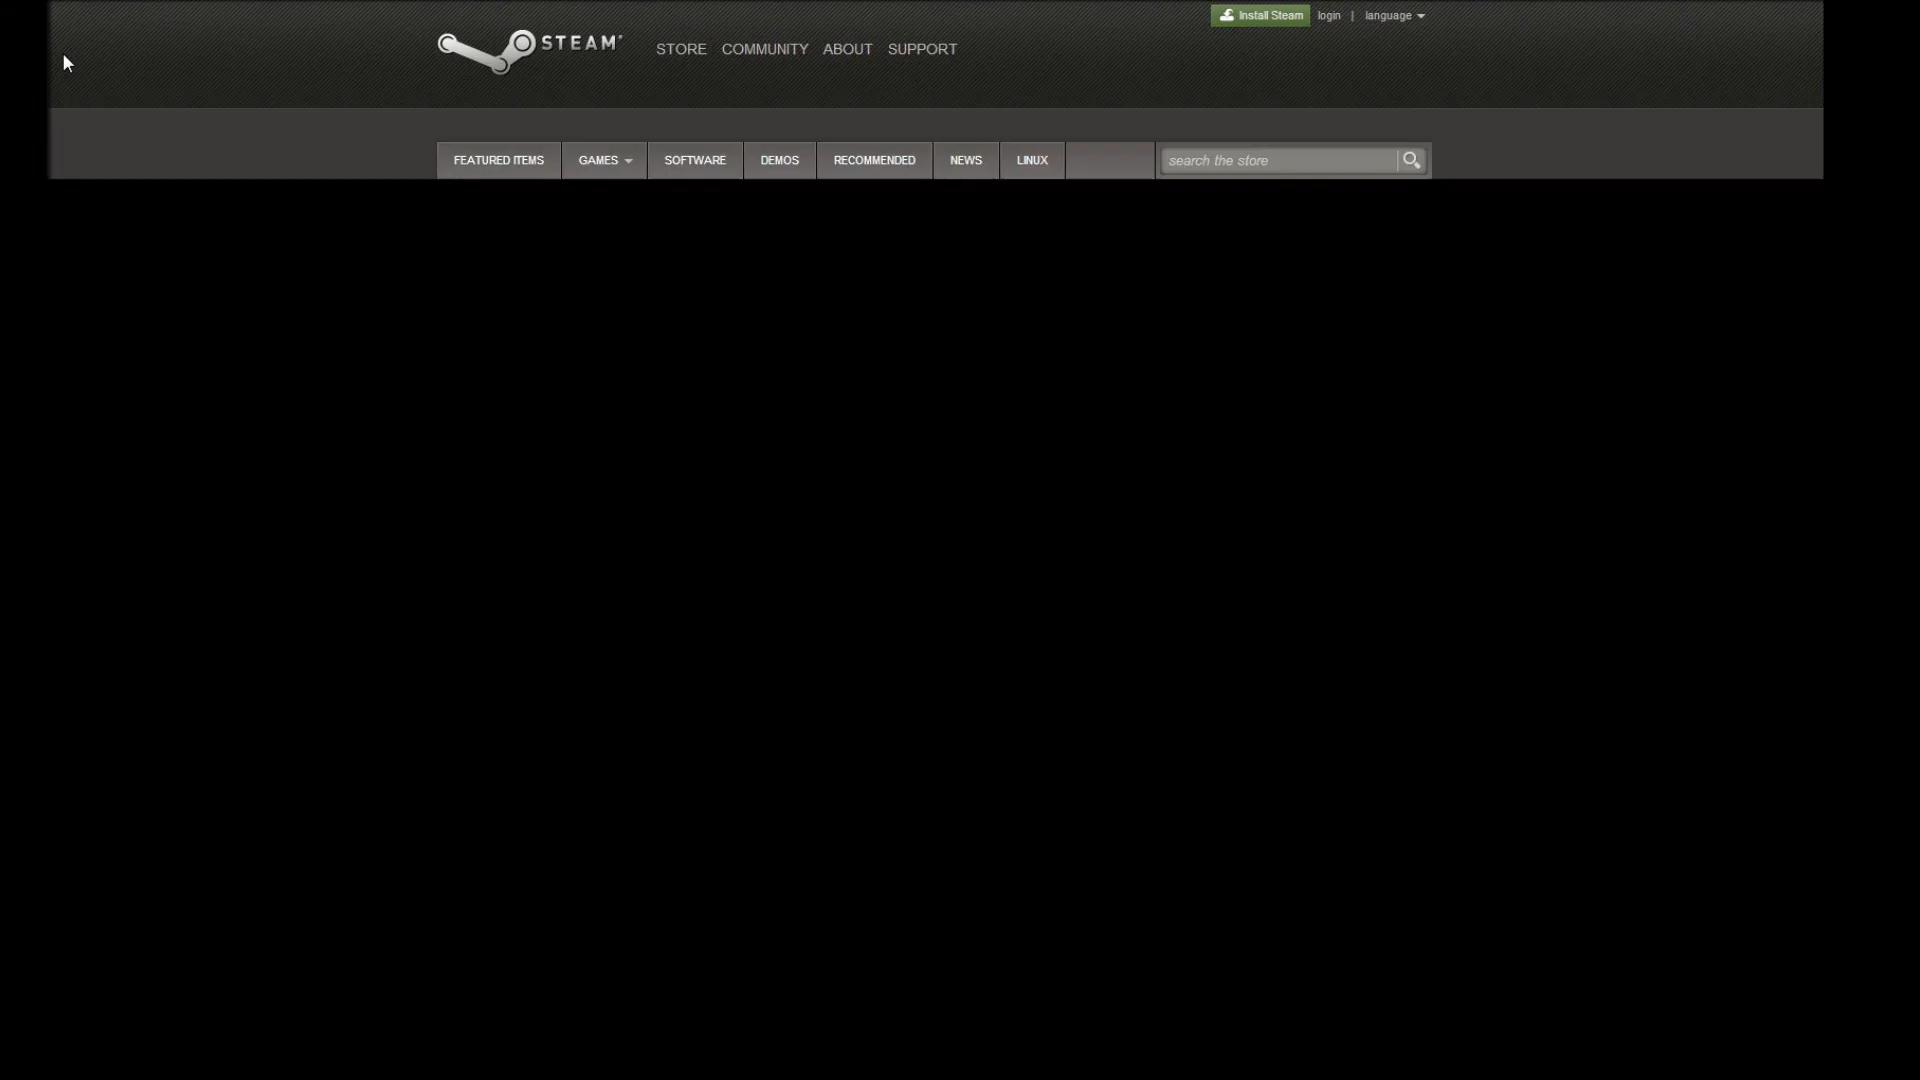 Install Steam login | language
STEAM STORE COMMUNITY ABOUT SUPPORT
FEATURED ITEMS GAMES SOFTWARE DEMOS RECOMMENDED NEWS LINUX search the store